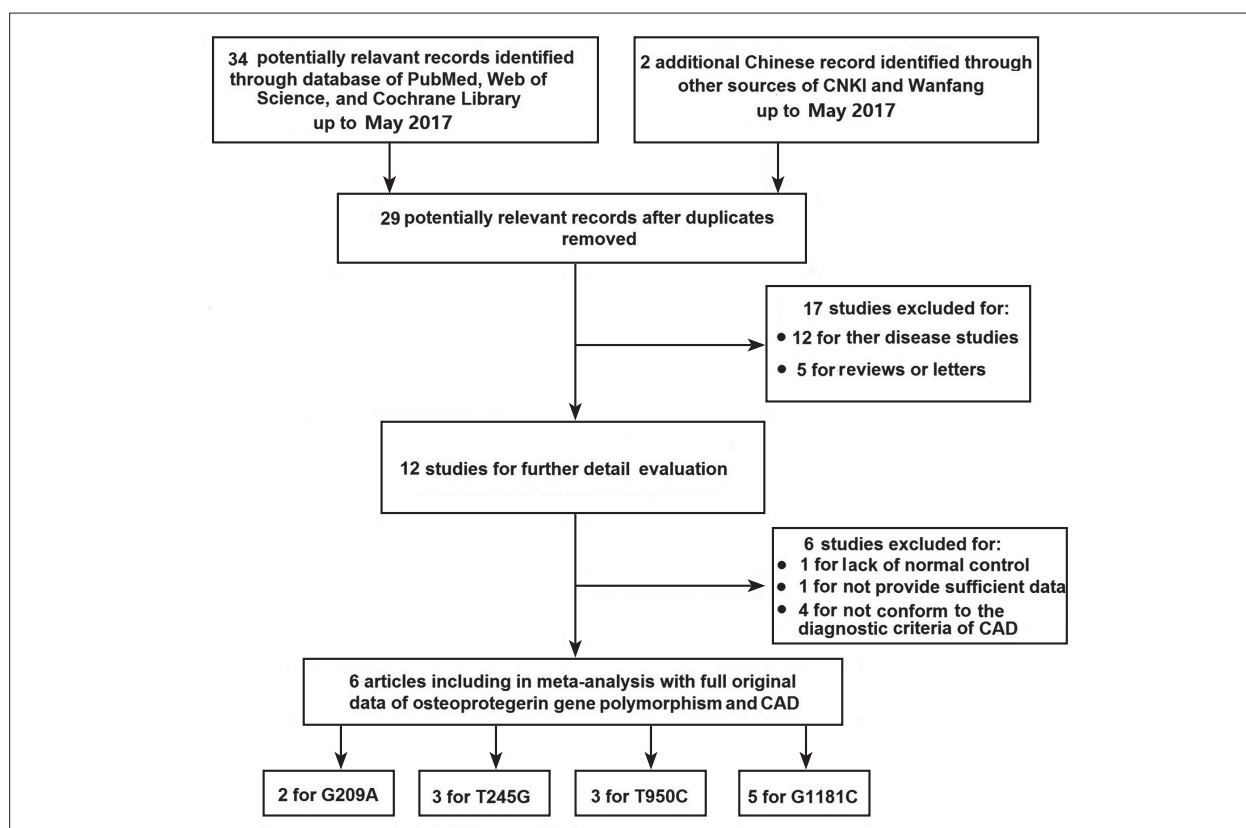 34 potentially relevant records identified
through database of PubMed, Web of
Science, and Cochrane Library
up to May 2017
2 additional Chinese record identified through
other sources of CNKI and Wanfang
up to May 2017
29 potentially relevant records after duplicates
removed
17 studies excluded for:
• 12 for ther disease studies
• 5 for reviews or letters
12 studies for further detail evaluation
6 studies excluded for:
• 1 for lack of normal control
• 1 for not provide sufficient data
• 4 for not conform to the
diagnostic criteria of CAD
6 articles including in meta-analysis with full original
data of osteoprotegerin gene polymorphism and CAD
2 for G209A
3 for T245G
3 for T950C
5 for G1181C